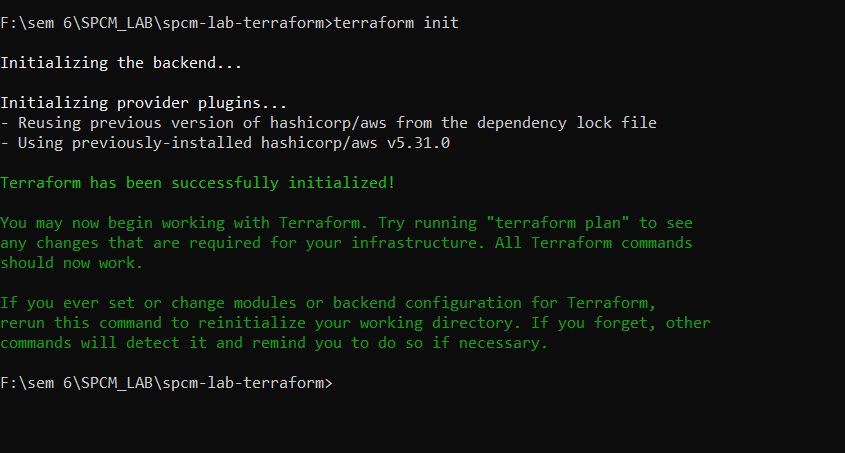 F:\sem 6\SPCM_LAB\spcm-lab-terraform>terraform init
Initializing the backend...
Initializing provider plugins...
- Reusing previous version of hashicorp/aws from the dependency lock file
- Using previously-installed hashicorp/aws v5.31.0
Terraform has been successfully initialized!
You may now begin working with Terraform. Try running "terraform plan" to see
any changes that are required for your infrastructure. All Terraform commands
should now work.
If you ever set or change modules or backend configuration for Terraform,
rerun this command to reinitialize your working directory. If you forget, other
commands will detect it and remind you to do so if necessary.
F:\sem 6\SPCM_LAB\spcm-lab-terraform>